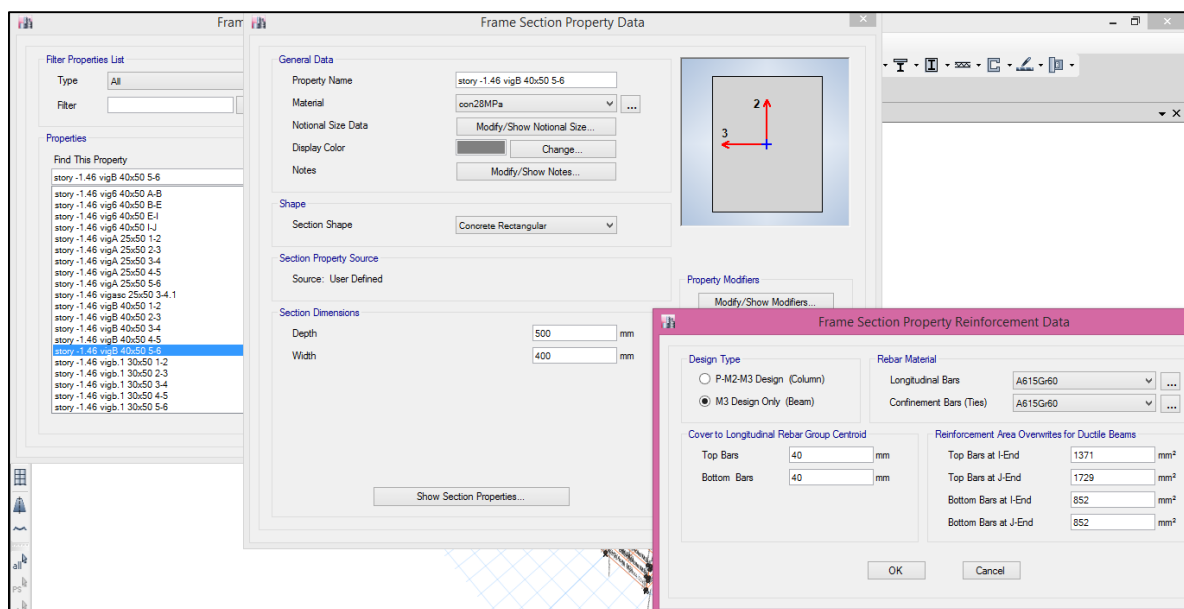 Fram
Filter Properties List
Type All
Filter
Properties
Find This Property
story -1.46 vigB 40x50 5-6
story -1.46 vig6 40x50 A-B
story -1.46 vig6 40x50 B-E
story -1.46 vig6 40x50 E-I
story -1.46 vig6 40x50 I-J
story -1.46 vigA 25x50 1-2
story -1.46 vigA 25x50 2-3
story -1.46 vigA 25x50 3-4
story -1.46 vigA 25x50 4-5
story -1.46 vigA 25x50 5-6
story -1.46 vigasc 25x50 3-4.1
story -1.46 vigB 40x50 1-2
story -1.46 vigB 40x50 2-3
story -1.46 vigB 40x50 3-4
story -1.46 vigB 40x50 4-5
story -1.46 vigB 40x50 5-6
story -1.46 vigb.1 30x50 1-2
story -1.46 vigb.1 30x50 2-3
story -1.46 vigb.1 30x50 3-4
story -1.46 vigb.1 30x50 4-5
story -1.46 vigb.1 30x50 5-6
all
PS
Frame Section Property Data
General Data
Property Name story -1.46 vigB 40x50 5-6
Material con28MPa ...
Notional Size Data Modify/Show Notional Size...
Display Color Change...
Notes Modify/Show Notes...
Shape
Section Shape Concrete Rectangular
Section Property Source
Source: User Defined
Section Dimensions
Depth 500 mm
Width 400 mm
Show Section Properties...
2
3
Property Modifiers
Modify/Show Modifiers...
Frame Section Property Reinforcement Data
Design Type
P-M2-M3 Design (Column)
M3 Design Only (Beam)
Rebar Material
Longitudinal Bars A615Gr60 ...
Confinement Bars (Ties) A615Gr60 ...
Cover to Longitudinal Rebar Group Centroid
Top Bars 40 mm
Bottom Bars 40 mm
Reinforcement Area Overwrites for Ductile Beams
Top Bars at I-End 1371 mm²
Top Bars at J-End 1729 mm²
Bottom Bars at I-End 852 mm²
Bottom Bars at J-End 852 mm²
OK Cancel